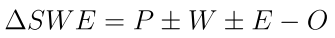 ΔSWE = P ± W ± E − O